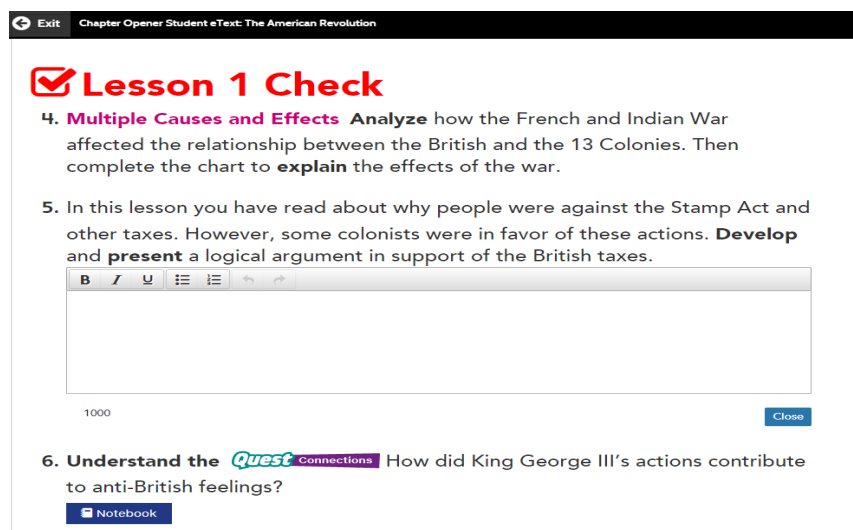 Exit Chapter Opener Student eText: The American Revolution
Lesson 1 Check
4. Multiple Causes and Effects Analyze how the French and Indian War
affected the relationship between the British and the 13 Colonies. Then
complete the chart to explain the effects of the war.
5. In this lesson you have read about why people were against the Stamp Act and
other taxes. However, some colonists were in favor of these actions. Develop
and present a logical argument in support of the British taxes.
B I U
1000 Close
6. Understand the Quest Connections How did King George III's actions contribute
to anti-British feelings?
Notebook